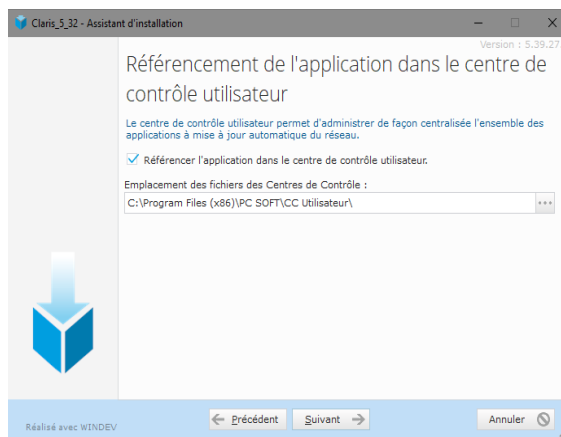 Claris_5_32 - Assistant d'installation
Version : 5.39.27
Référencement de l'application dans le centre de
contrôle utilisateur
Le centre de contrôle utilisateur permet d'administrer de façon centralisée l'ensemble des
applications à mise à jour automatique du réseau.
Référencer l'application dans le centre de contrôle utilisateur.
Emplacement des fichiers des Centres de Contrôle :
C:\Program Files (x86)\PC SOFT\CC Utilisateur\
Réalisé avec WINDEV
Précédent
Suivant
Annuler